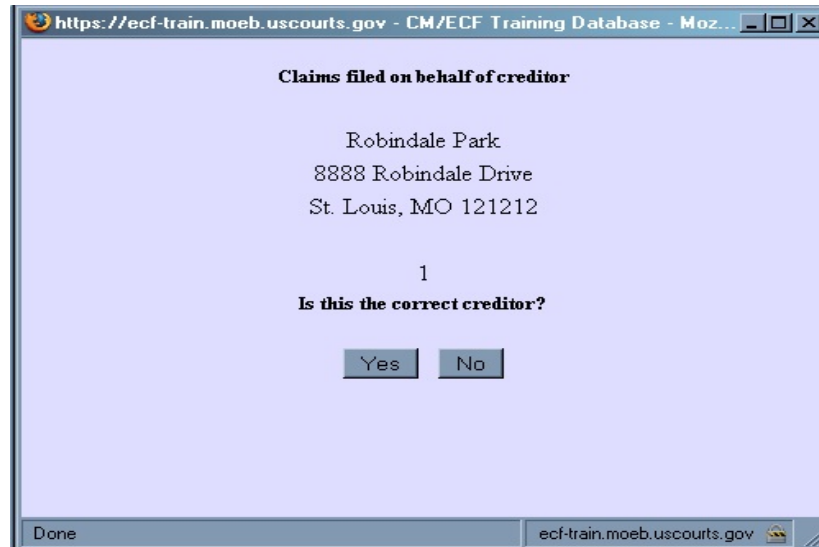 https://ecf-train.moeb.uscourts.gov - CM/ECF Training Database - Moz...
Claims filed on behalf of creditor
Robindale Park
8888 Robindale Drive
St. Louis, MO 121212
1
Is this the correct creditor?
Yes No
Done ecf-train.moeb.uscourts.gov